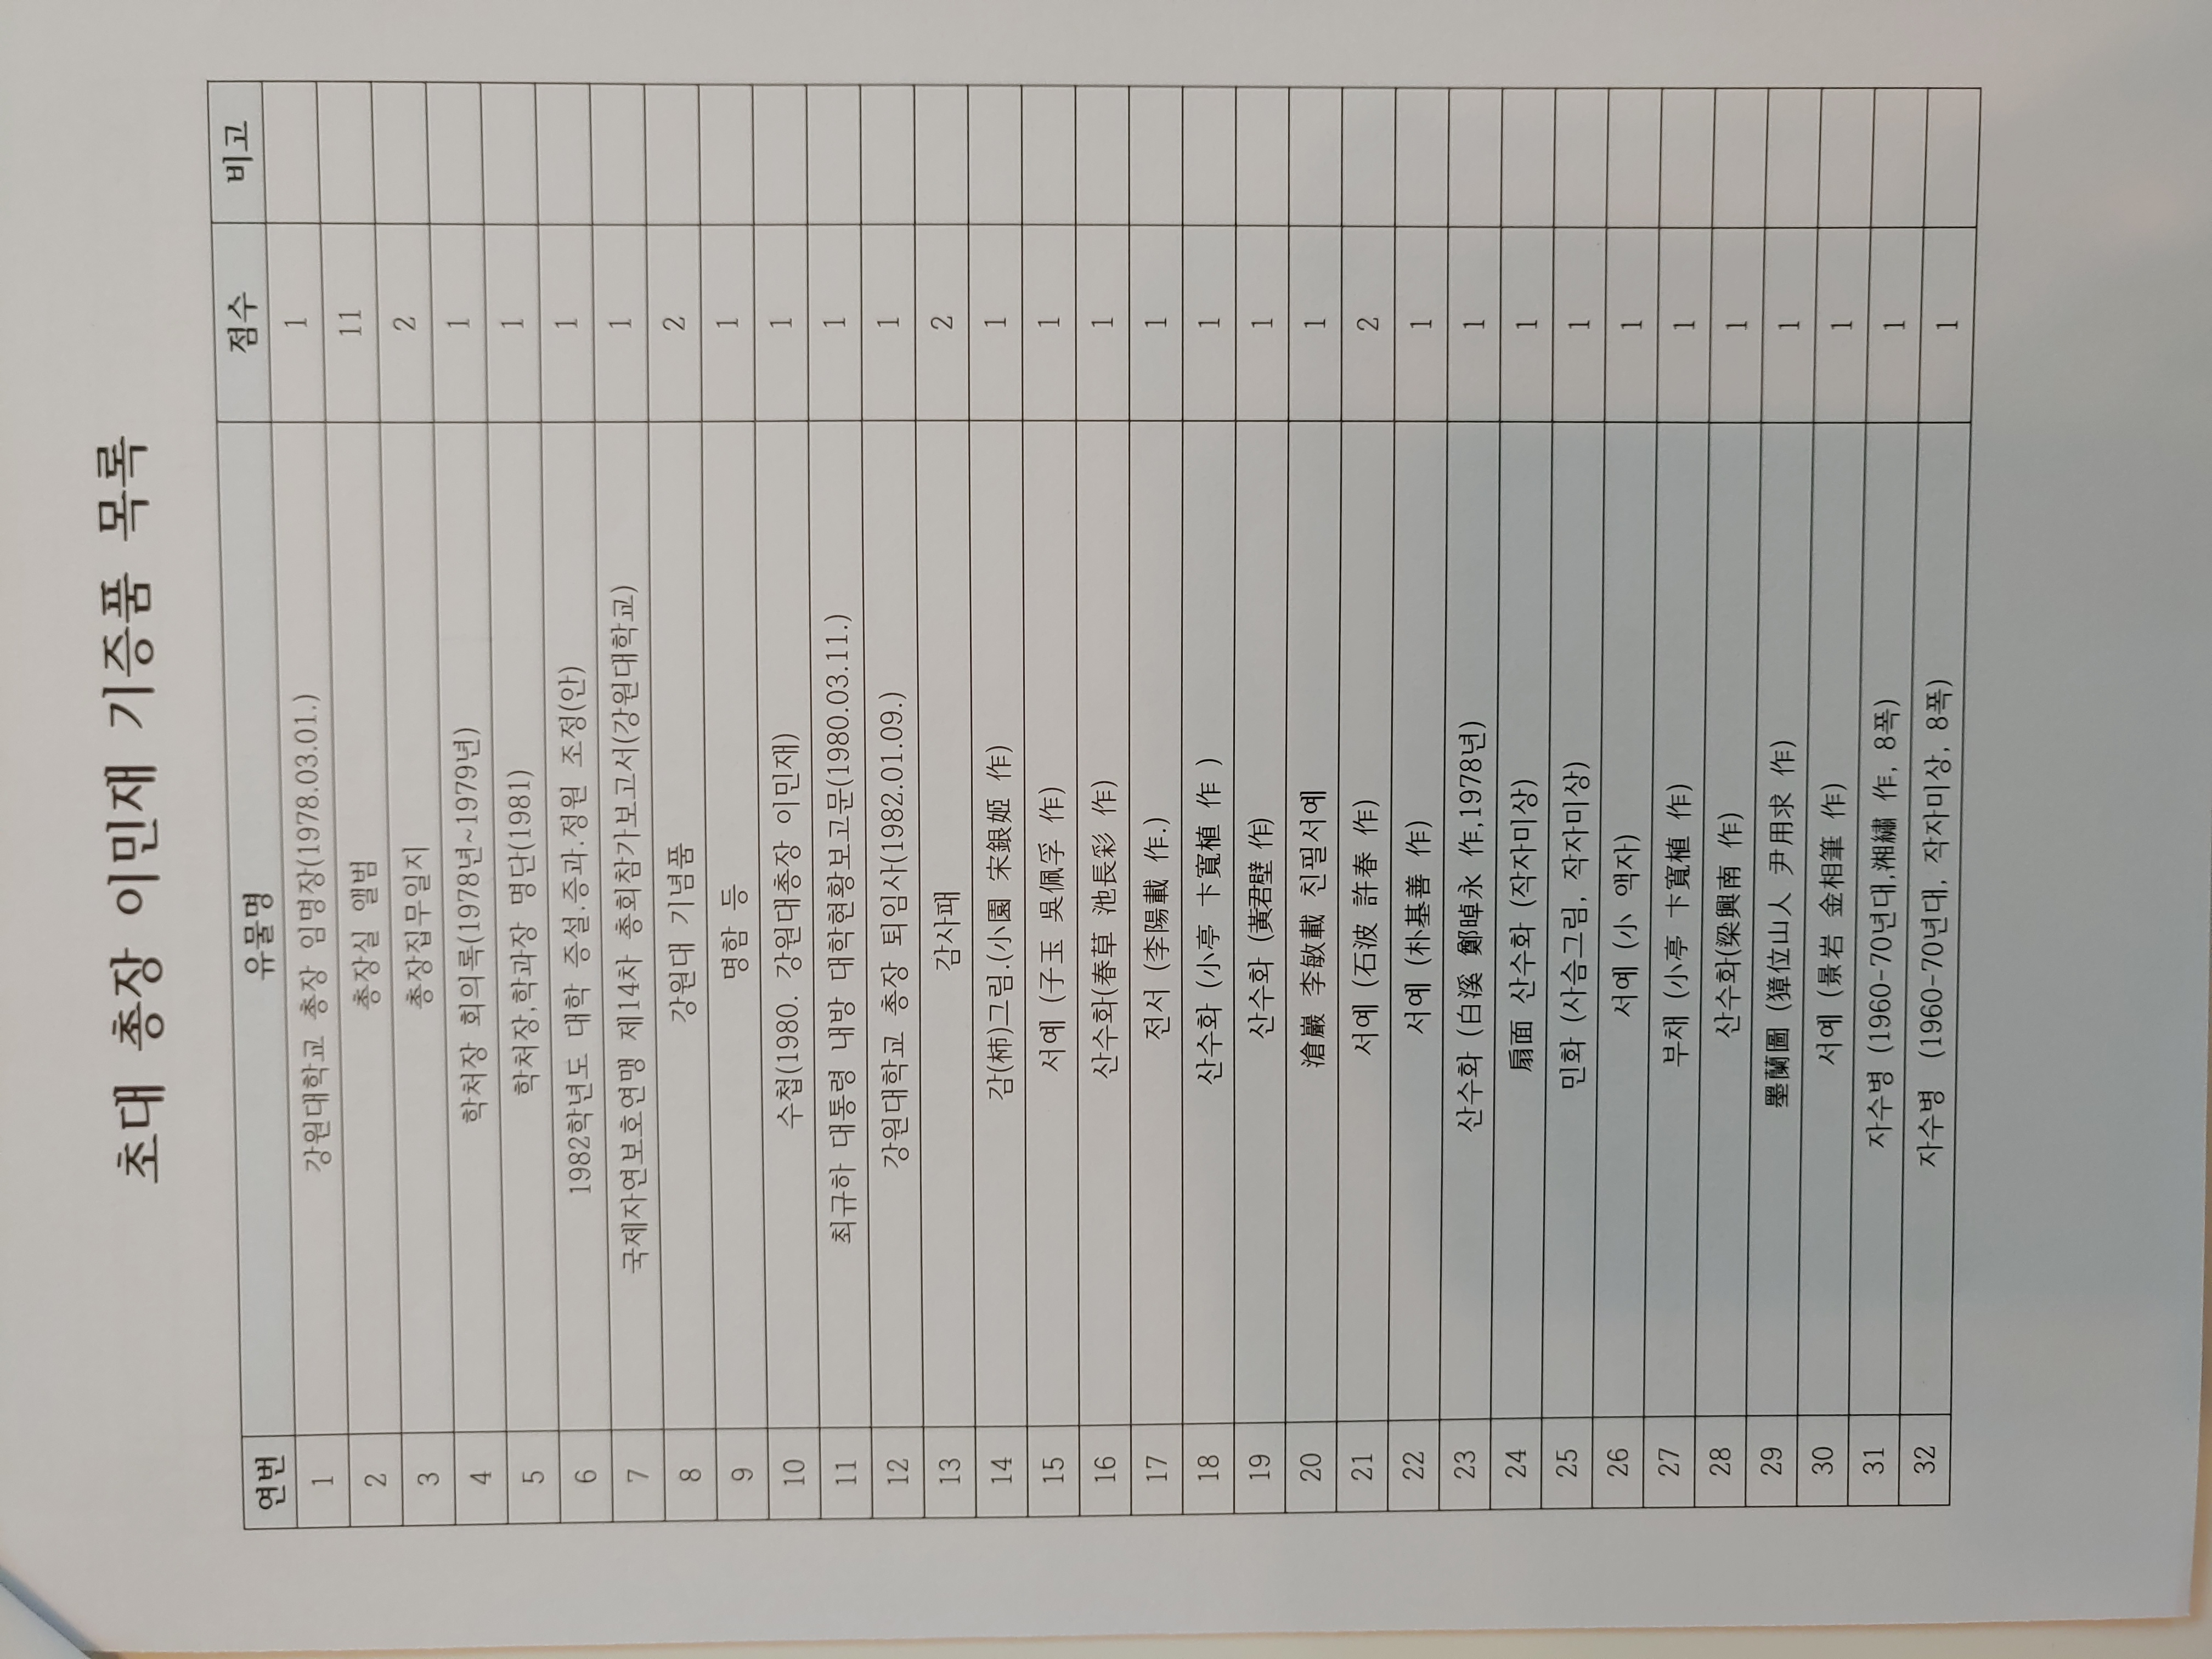 초대 총장 이민재 기증품 목록
연번 유물명 점수 비고
1 강원대학교 총장 임명장(1978.03.01.) 1
2 총장실 앨범 11
3 총장집무일지 2
4 학처장 회의록(1978년~1979년) 1
5 학처장,학과장 명단(1981) 1
6 1982학년도 대학 증설.증과.정원 조정(안) 1
7 국제자연보호연맹 제14차 총회참가보고서(강원대학교) 1
8 강원대 기념품 2
9 명함 등 1
10 수첩(1980. 강원대총장 이민재) 1
11 최규하 대통령 내방 대학현황보고문(1980.03.11.) 1
12 강원대학교 총장 퇴임사(1982.01.09.) 1
13 감사패 2
14 감(柿)그림.(小園 宋銀姬 作) 1
15 서예 (子玉 吳佩孚 作) 1
16 산수화(春草 池長彩 作) 1
17 전서 (李陽載 作.) 1
18 산수화 (小亭 卞寬植 作 ) 1
19 산수화 (黃君壁 作) 1
20 滄巖 李敏載 친필서예 1
21 서예 (石波 許春 作) 2
22 서예 (朴基善 作) 1
23 산수화 (白溪 鄭晫永 作,1978년) 1
24 扇面 산수화 (작자미상) 1
25 민화 (사슴그림, 작자미상) 1
26 서예 (小 액자) 1
27 부채 (小亭 卞寬植 作) 1
28 산수화(梁興南 作) 1
29 墨蘭圖 (獐位山人 尹用求 作) 1
30 서예 (景岩 金相筆 作) 1
31 자수병 (1960-70년대,湘繡 作, 8폭) 1
32 자수병 (1960-70년대, 작자미상, 8폭) 1